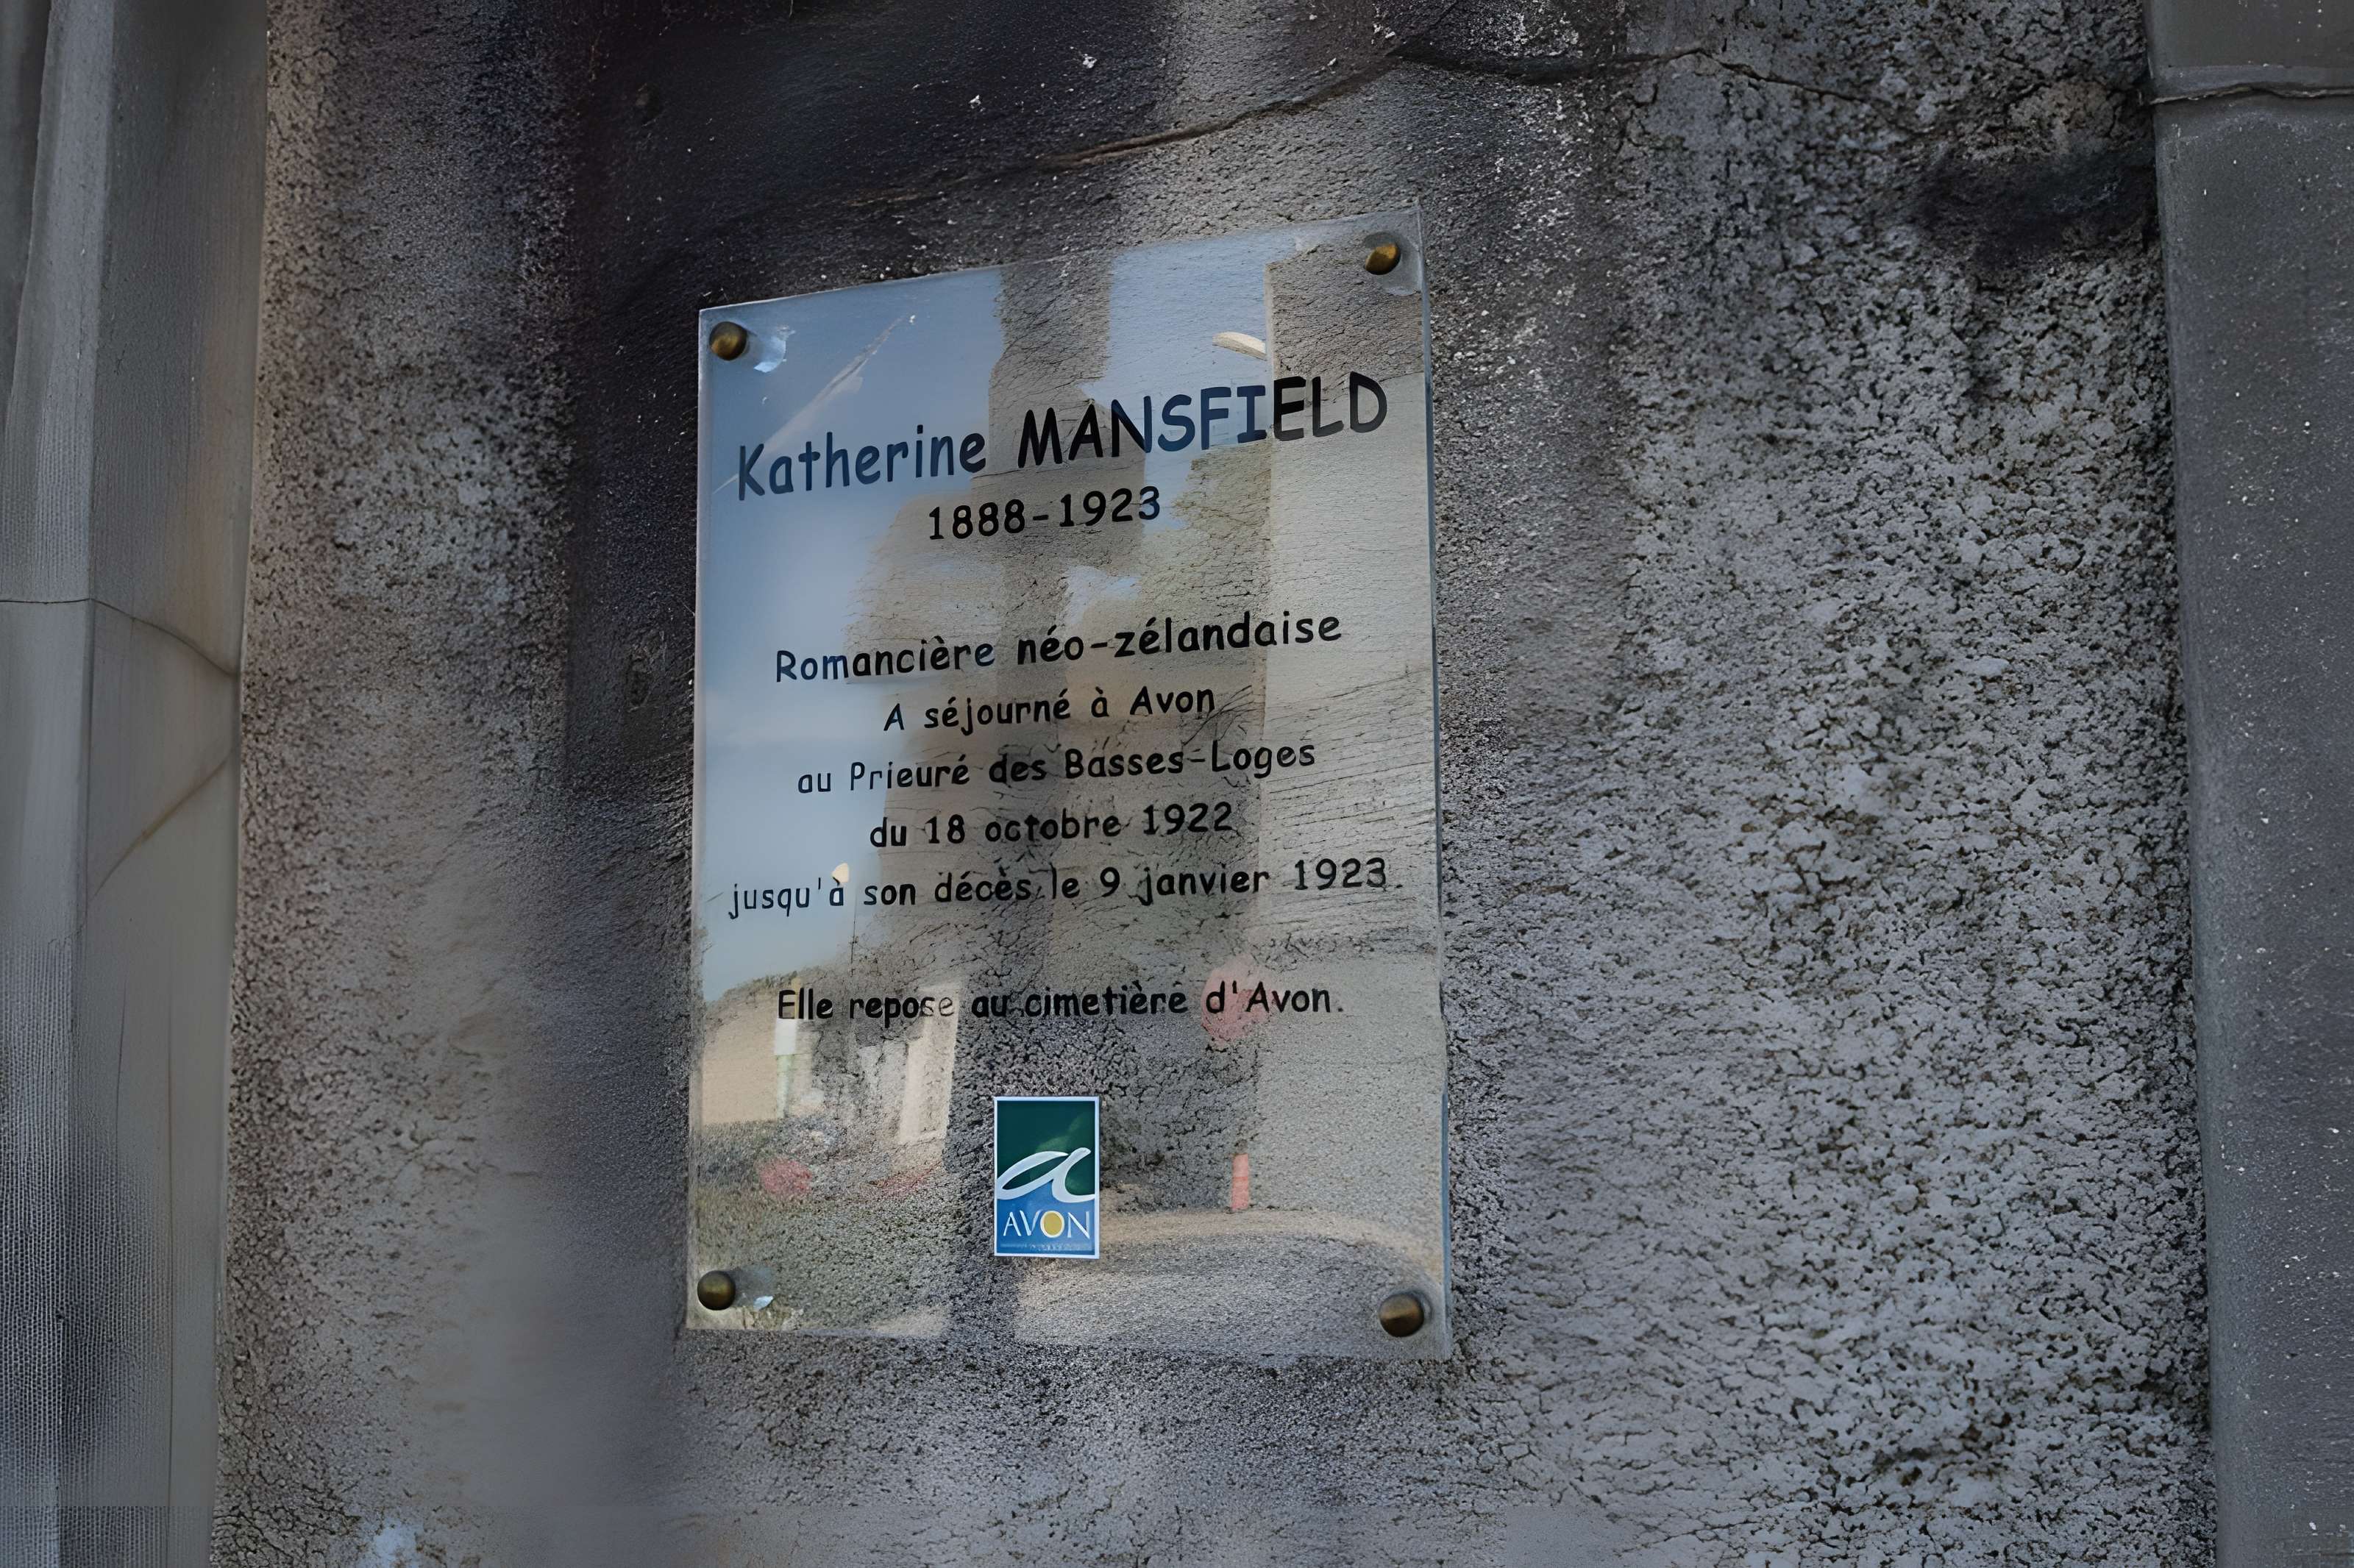 Katherine MANSFIELD
1888-1923
Romancière néo-zélandaise
A séjourné à Avon
au Prieuré des Basses-Loges
du 18 octobre 1922
jusqu'à son décès le 9 janvier 1923.
Elle repose au cimetière d'Avon.
AVON